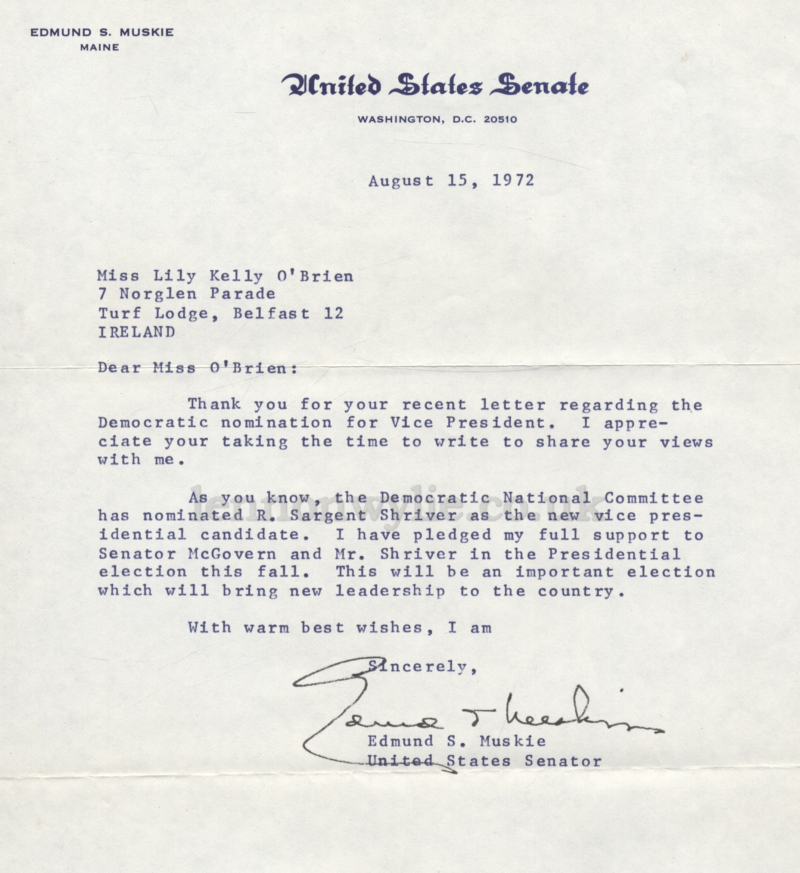 EDMUND S. MUSKIE
MAINE
United States Senate
WASHINGTON, D.C. 20510
August 15, 1972
Miss Lily Kelly O'Brien
7 Norglen Parade
Turf Lodge, Belfast 12
IRELAND
Dear Miss O'Brien:
Thank you for your recent letter regarding the
Democratic nomination for Vice President. I appre-
ciate your taking the time to write to share your views
with me.
lennonwylie.co.uk
As you know, the Democratic National Committee
has nominated R. Sargent Shriver as the new vice pres-
idential candidate. I have pledged my full support to
Senator McGovern and Mr. Shriver in the Presidential
election this fall. This will be an important election
which will bring new leadership to the country.
With warm best wishes, I am
Sincerely,
Edmund S Muskie
Edmund S. Muskie
United States Senator